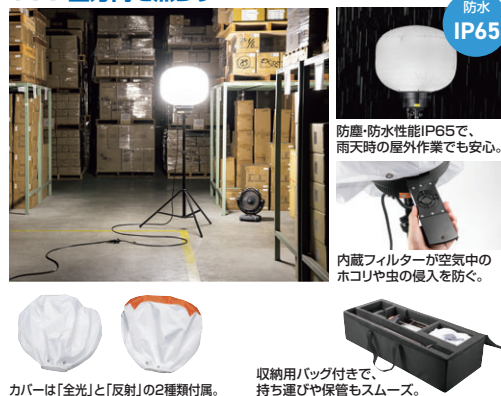 防水
IP65
防塵・防水性能IP65で、
雨天時の屋外作業でも安心。
内蔵フィルターが空気中の
ホコリや虫の侵入を防ぐ。
カバーは「全光」と「反射」の2種類付属。
収納用バッグ付きで、
持ち運びや保管もスムーズ。